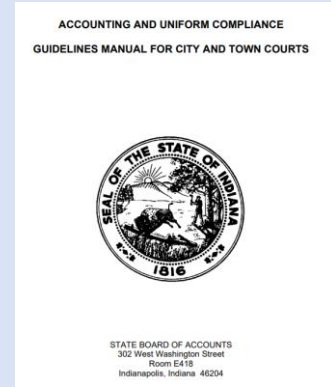 ACCOUNTING AND UNIFORM COMPLIANCE
GUIDELINES MANUAL FOR CITY AND TOWN COURTS
SEAL OF THE STATE OF INDIANA
1816
STATE BOARD OF ACCOUNTS
302 West Washington Street
Room E418
Indianapolis, Indiana 46204